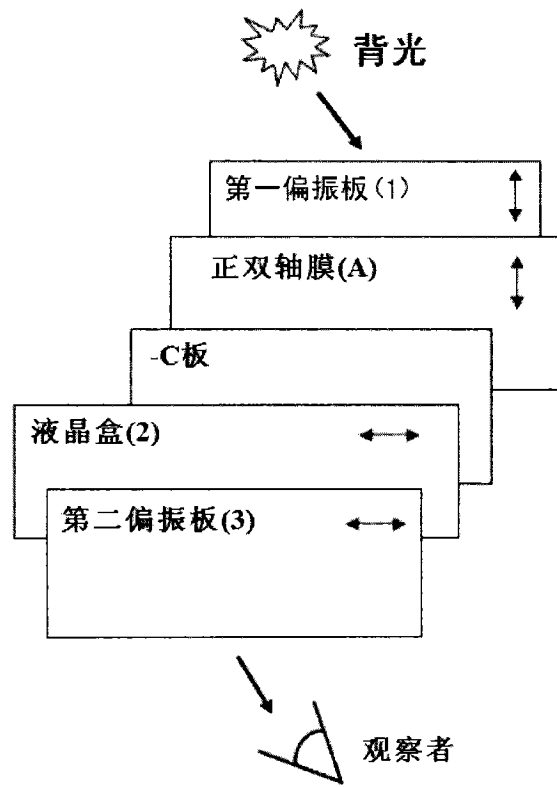 背光
第一偏振板(1)
正双轴膜(A)
-C板
液晶盒(2)
第二偏振板(3)
观察者